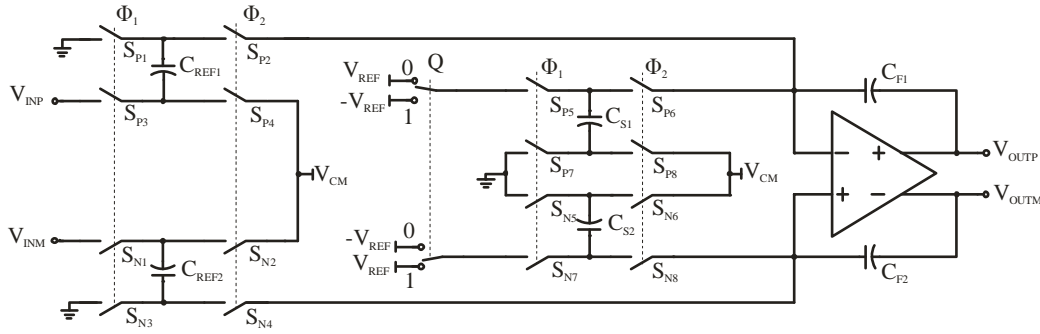 Φ1 Φ2
SP1 CREF1 SP2
VINP
SP3 SP4
VCM
VINM
SN1 CREF2 SN2
SN3 SN4
Q
VREF 0
-VREF 1
-VREF 0
VREF 1
Φ1 Φ2
SP5 CS1 SP6
SP7 SP8
VCM
SN5 CS2 SN6
SN7 SN8
CF1
− +
+ −
VOUTP
VOUTM
CF2